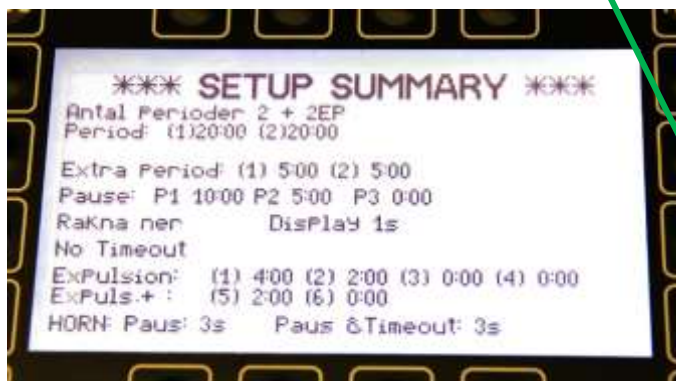 *** SETUP SUMMARY ***
Antal Perioder 2 + 2EP
Period: (1)20:00 (2)20:00
Extra Period: (1) 5:00 (2) 5:00
Pause: P1 10:00 P2 5:00 P3 0:00
Rakna ner Display 1s
No Timeout
Expulsion: (1) 4:00 (2) 2:00 (3) 0:00 (4) 0:00
Expuls.+ : (5) 2:00 (6) 0:00
HORN: Paus: 3s Paus &Timeout: 3s